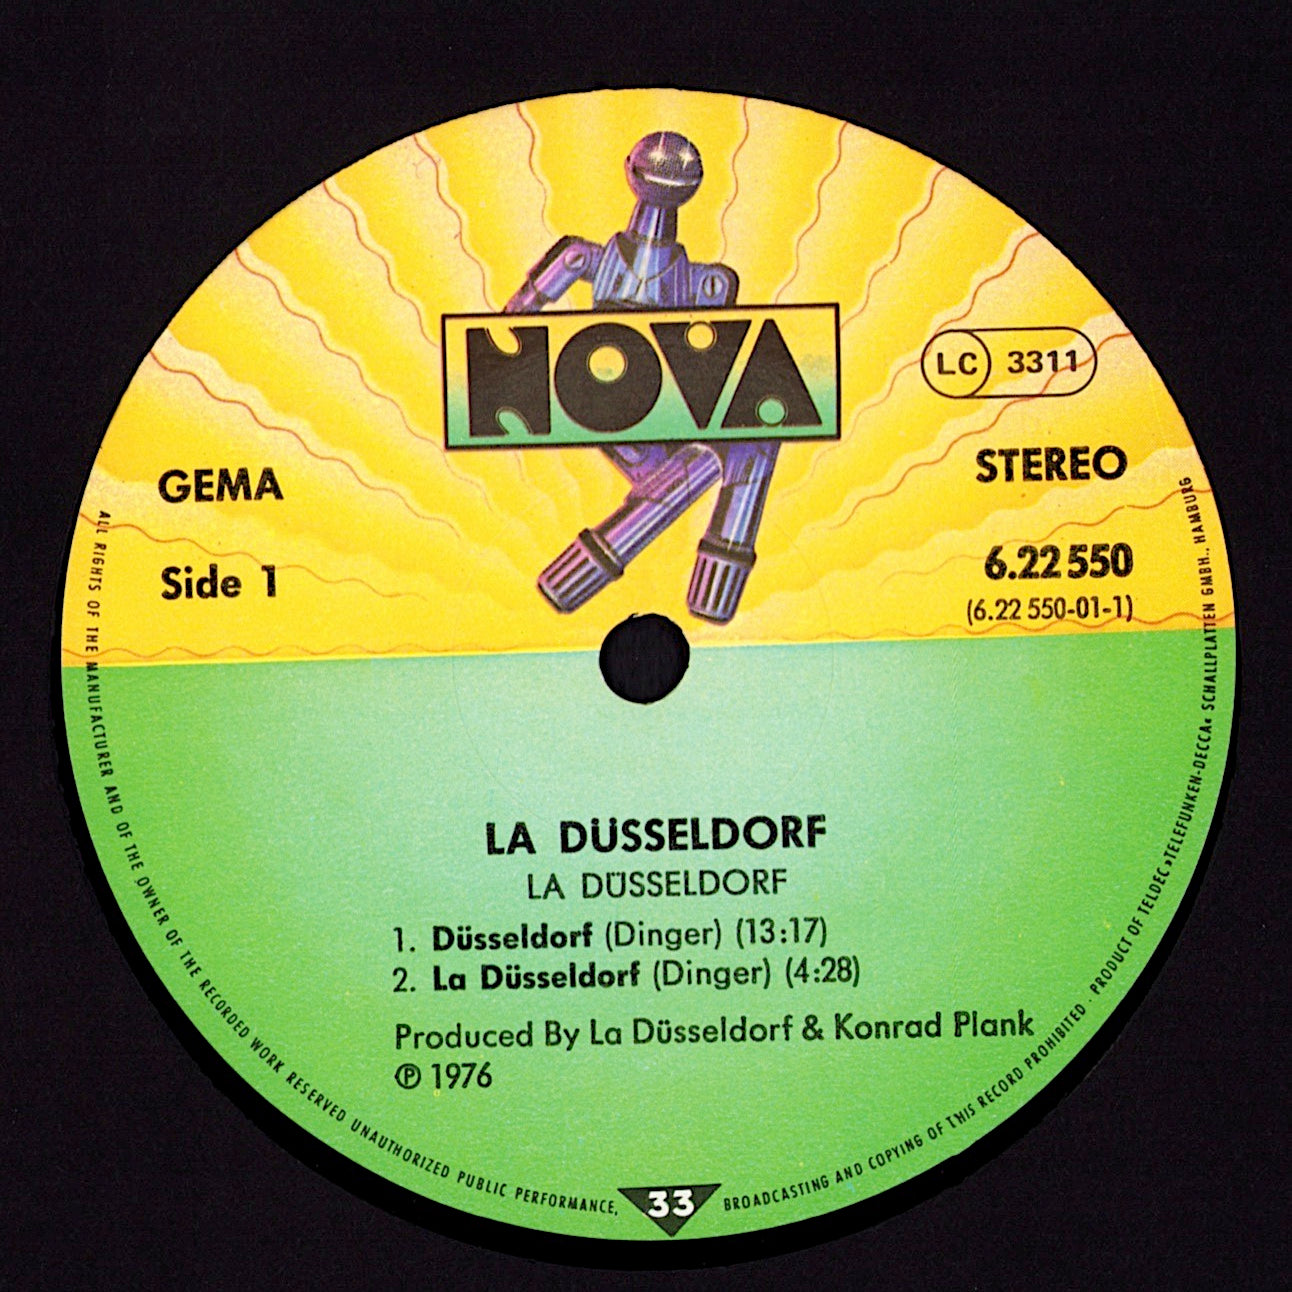 NOVA
LC 3311
GEMA
STEREO
Side 1
6.22 550
(6.22 550-01-1)
LA DÜSSELDORF
LA DÜSSELDORF
1. Düsseldorf (Dinger) (13:17)
2. La Düsseldorf (Dinger) (4:28)
Produced By La Düsseldorf & Konrad Plank
℗ 1976
33
ALL RIGHTS OF THE MANUFACTURER AND OF THE OWNER OF THE RECORDED WORK RESERVED UNAUTHORIZED PUBLIC PERFORMANCE, BROADCASTING AND COPYING OF THIS RECORD PROHIBITED · PRODUCT OF TELDEC »TELEFUNKEN-DECCA« SCHALLPLATTEN GMBH., HAMBURG